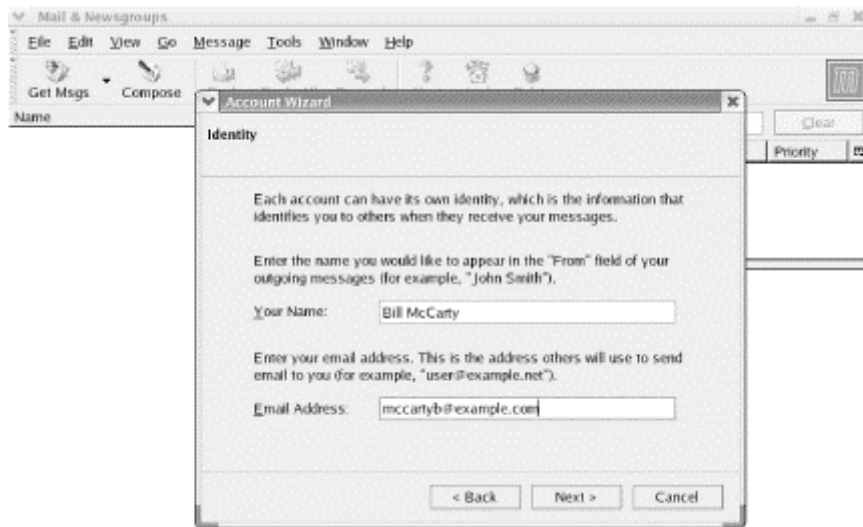 Mail & Newsgroups
File Edit View Go Message Tools Window Help
Get Msgs Compose
Name
Clear
Priority
Account Wizard
Identity
Each account can have its own identity, which is the information that
identifies you to others when they receive your messages.
Enter the name you would like to appear in the "From" field of your
outgoing messages (for example, "John Smith").
Your Name: Bill McCarty
Enter your email address. This is the address others will use to send
email to you (for example, "user@example.net").
Email Address: mccartyb@example.com
< Back Next > Cancel